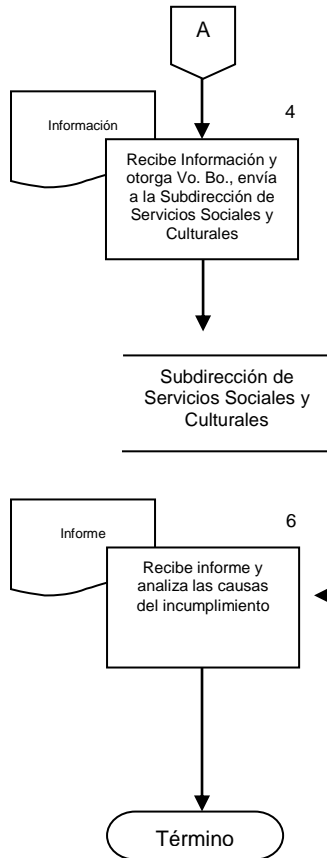 A
4
Información
Recibe Información y
otorga Vo. Bo., envía
a la Subdirección de
Servicios Sociales y
Culturales
Subdirección de
Servicios Sociales y
Culturales
6
Informe
Recibe informe y
analiza las causas
del incumplimiento
Término